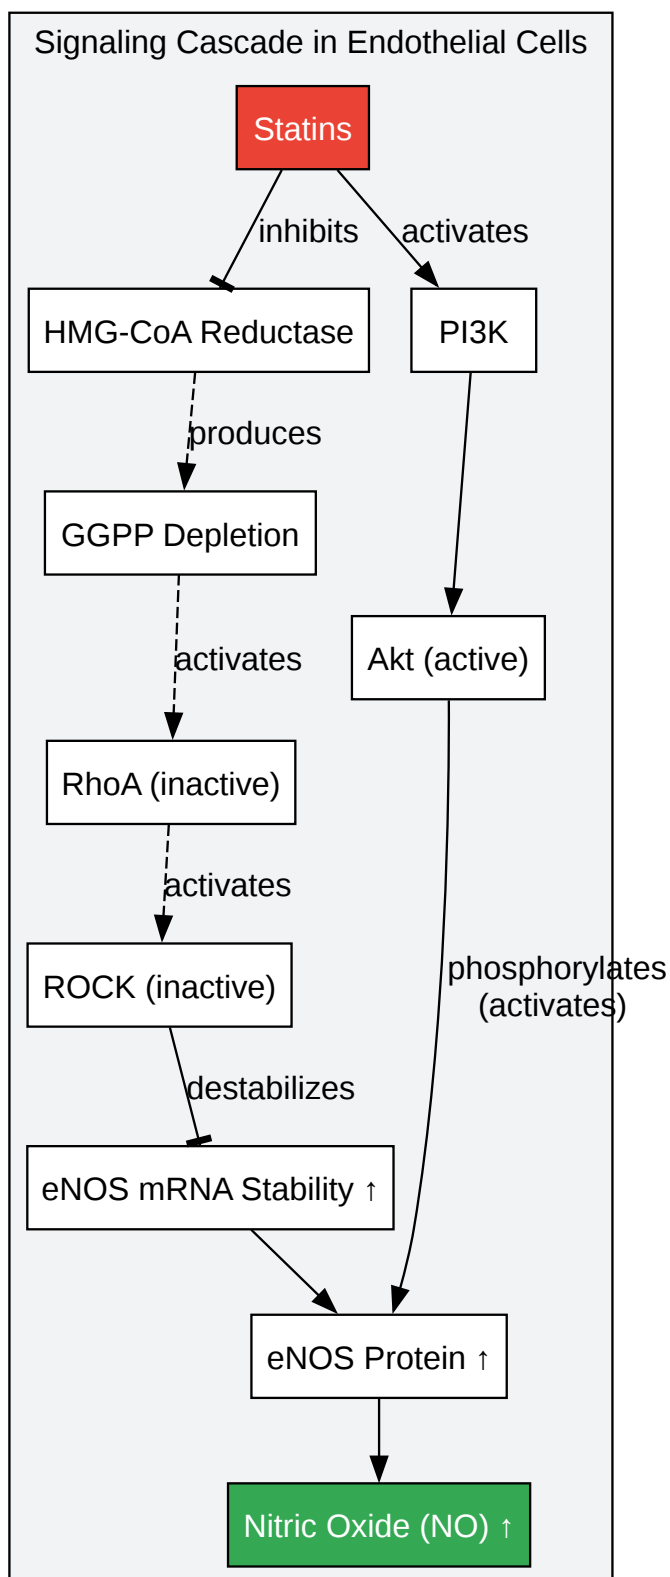 Signaling Cascade in Endothelial Cells
Statins
inhibits
activates
HMG-CoA Reductase
PI3K
produces
GGPP Depletion
activates
Akt (active)
RhoA (inactive)
activates
ROCK (inactive)
phosphorylates
(activates)
destabilizes
eNOS mRNA Stability ↑
eNOS Protein ↑
Nitric Oxide (NO) ↑